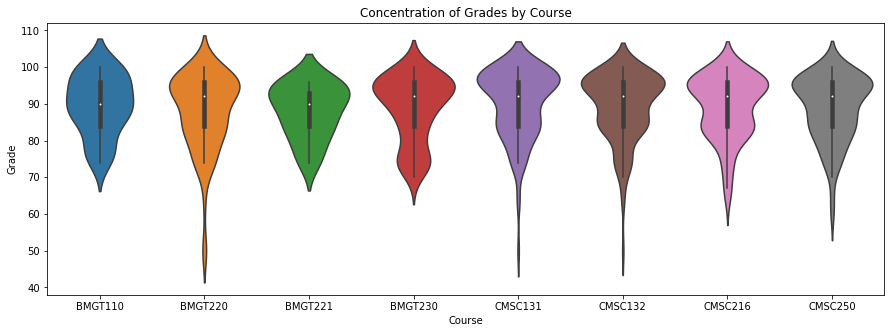 Concentration of Grades by Course
Grade
110
100
90
80
70
60
50
40
BMGT110 BMGT220 BMGT221 BMGT230 CMSC131 CMSC132 CMSC216 CMSC250
Course